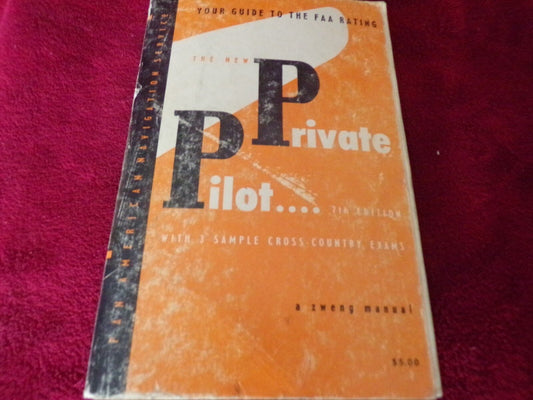 YOUR GUIDE TO THE FAA RATING
THE NEW
Private
Pilot....
7TH EDITION
WITH 3 SAMPLE CROSS COUNTRY EXAMS
a zweng manual
$5.00
PAN AMERICAN NAVIGATION SERVICE